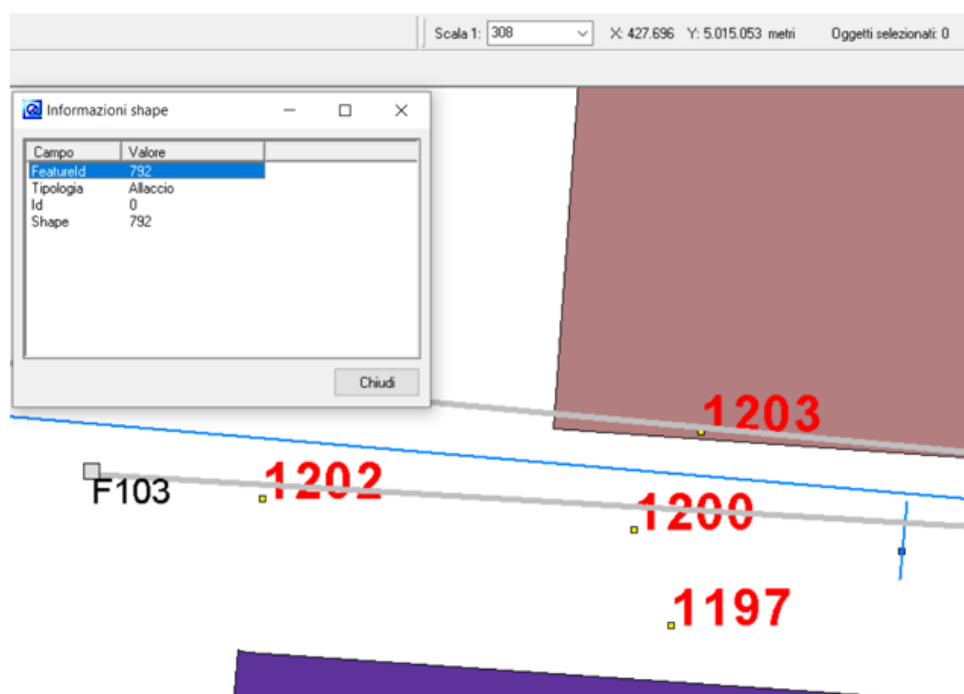 Scala 1: 308 X: 427.696 Y: 5.015.053 metri Oggetti selezionati: 0
Informazioni shape
Campo Valore
FeatureId 792
Tipologia Allaccio
Id 0
Shape 792
Chiudi
1203
1202
F103
1200
1197